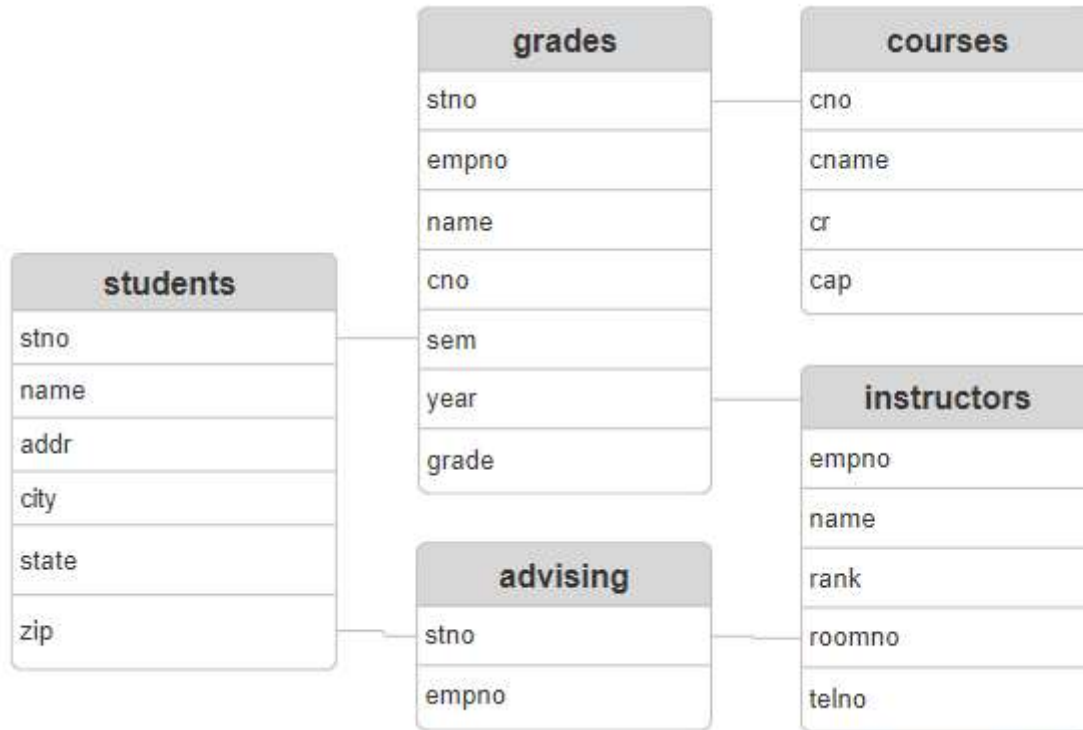 grades
stno
empno
name
cno
sem
year
grade
courses
cno
cname
cr
cap
students
stno
name
addr
city
state
zip
advising
stno
empno
instructors
empno
name
rank
roomno
telno